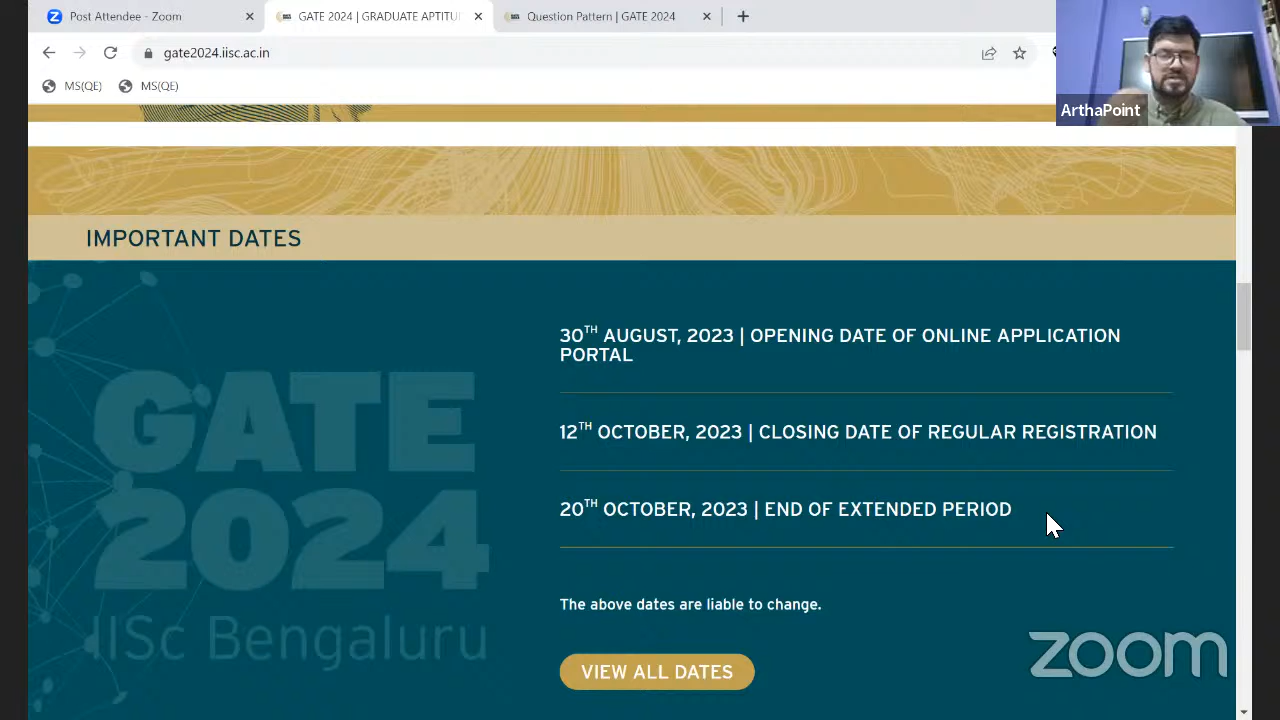 Post Attendee - Zoom
GATE 2024 | GRADUATE APTITU
Question Pattern | GATE 2024
gate2024.iisc.ac.in
MS(QE)
MS(QE)
ArthaPoint
IMPORTANT DATES
30TH AUGUST, 2023 | OPENING DATE OF ONLINE APPLICATION
PORTAL
12TH OCTOBER, 2023 | CLOSING DATE OF REGULAR REGISTRATION
20TH OCTOBER, 2023 | END OF EXTENDED PERIOD
GATE
2024
IISc Bengaluru
The above dates are liable to change.
VIEW ALL DATES
zoom